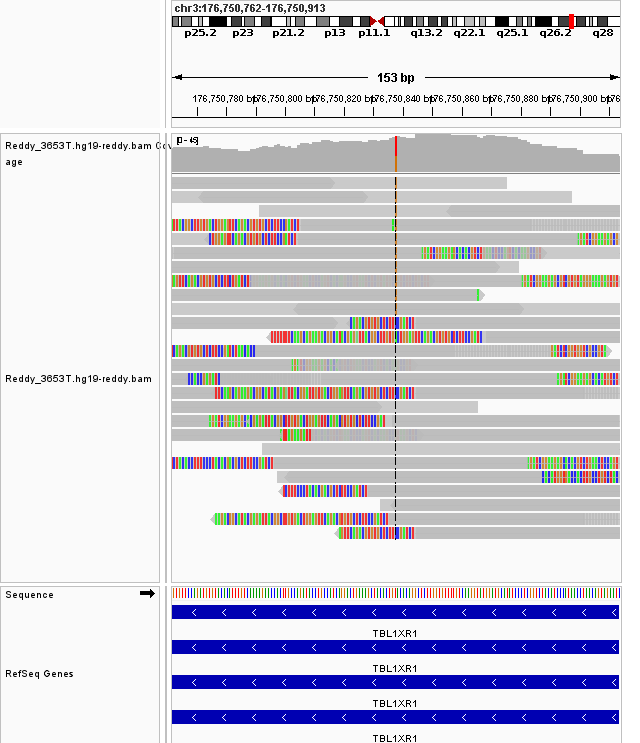 chr3:176,750,762-176,750,913
p25.2 p23 p21.2 p13 p11.1 q13.2 q22.1 q25.1 q26.2 q28
153 bp
176,750,780 bp 176,750,800 bp 176,750,820 bp 176,750,840 bp 176,750,860 bp 176,750,880 bp 176,750,900 bp 176
Reddy_3653T.hg19-reddy.bam Cov
age
Reddy_3653T.hg19-reddy.bam
Sequence
TBL1XR1
TBL1XR1
RefSeq Genes
TBL1XR1
TBL1XR1